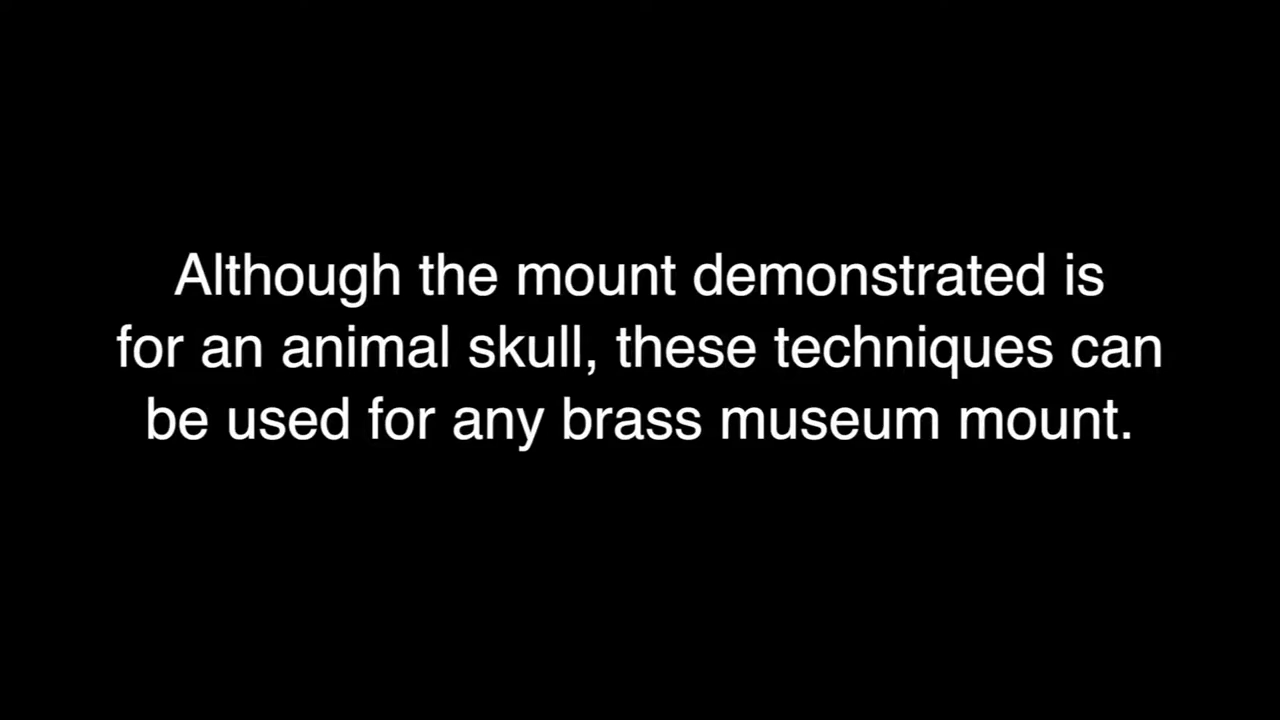 Although the mount demonstrated is
for an animal skull, these techniques can
be used for any brass museum mount.